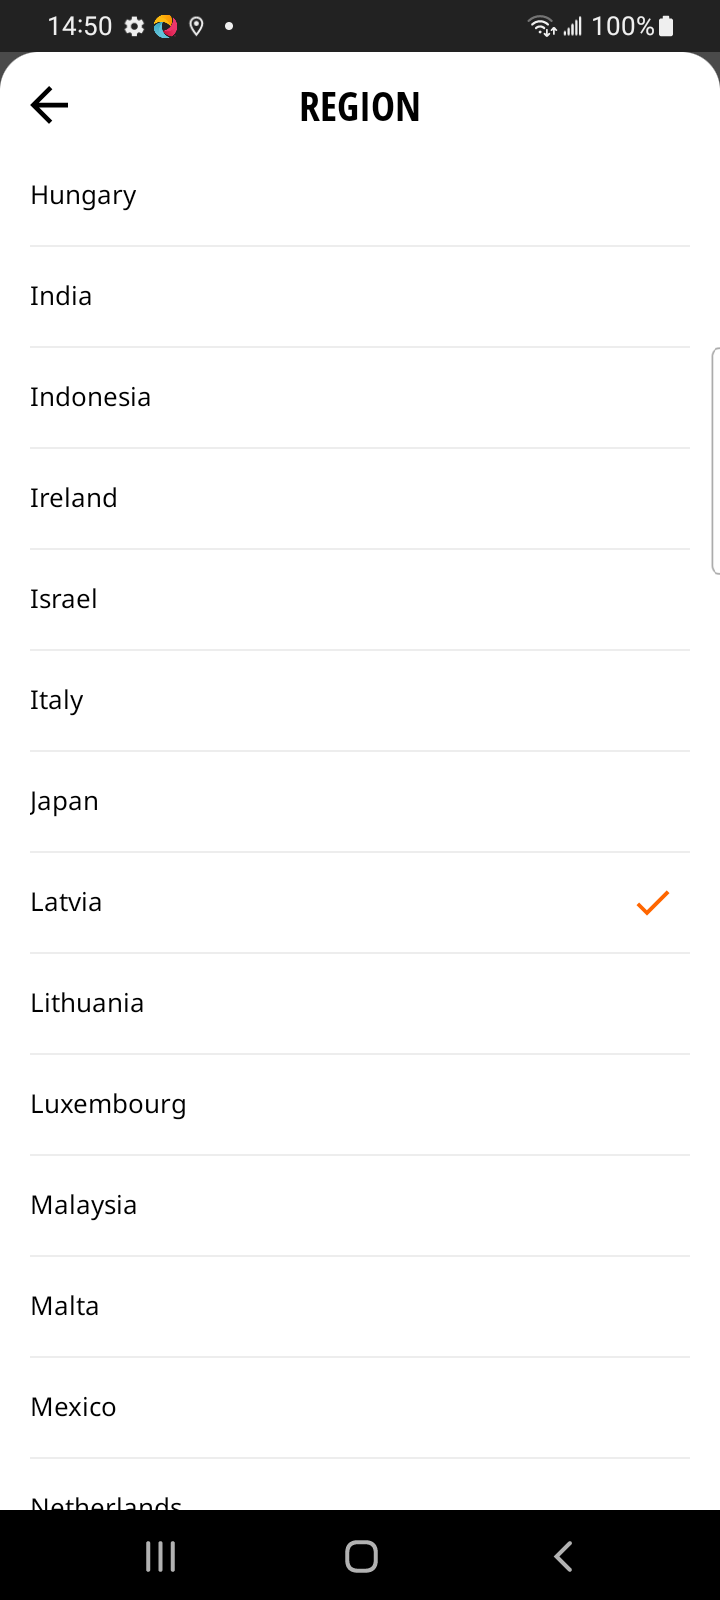 14:50
100%
REGION
Hungary
India
Indonesia
Ireland
Israel
Italy
Japan
Latvia
Lithuania
Luxembourg
Malaysia
Malta
Mexico
Netherlands